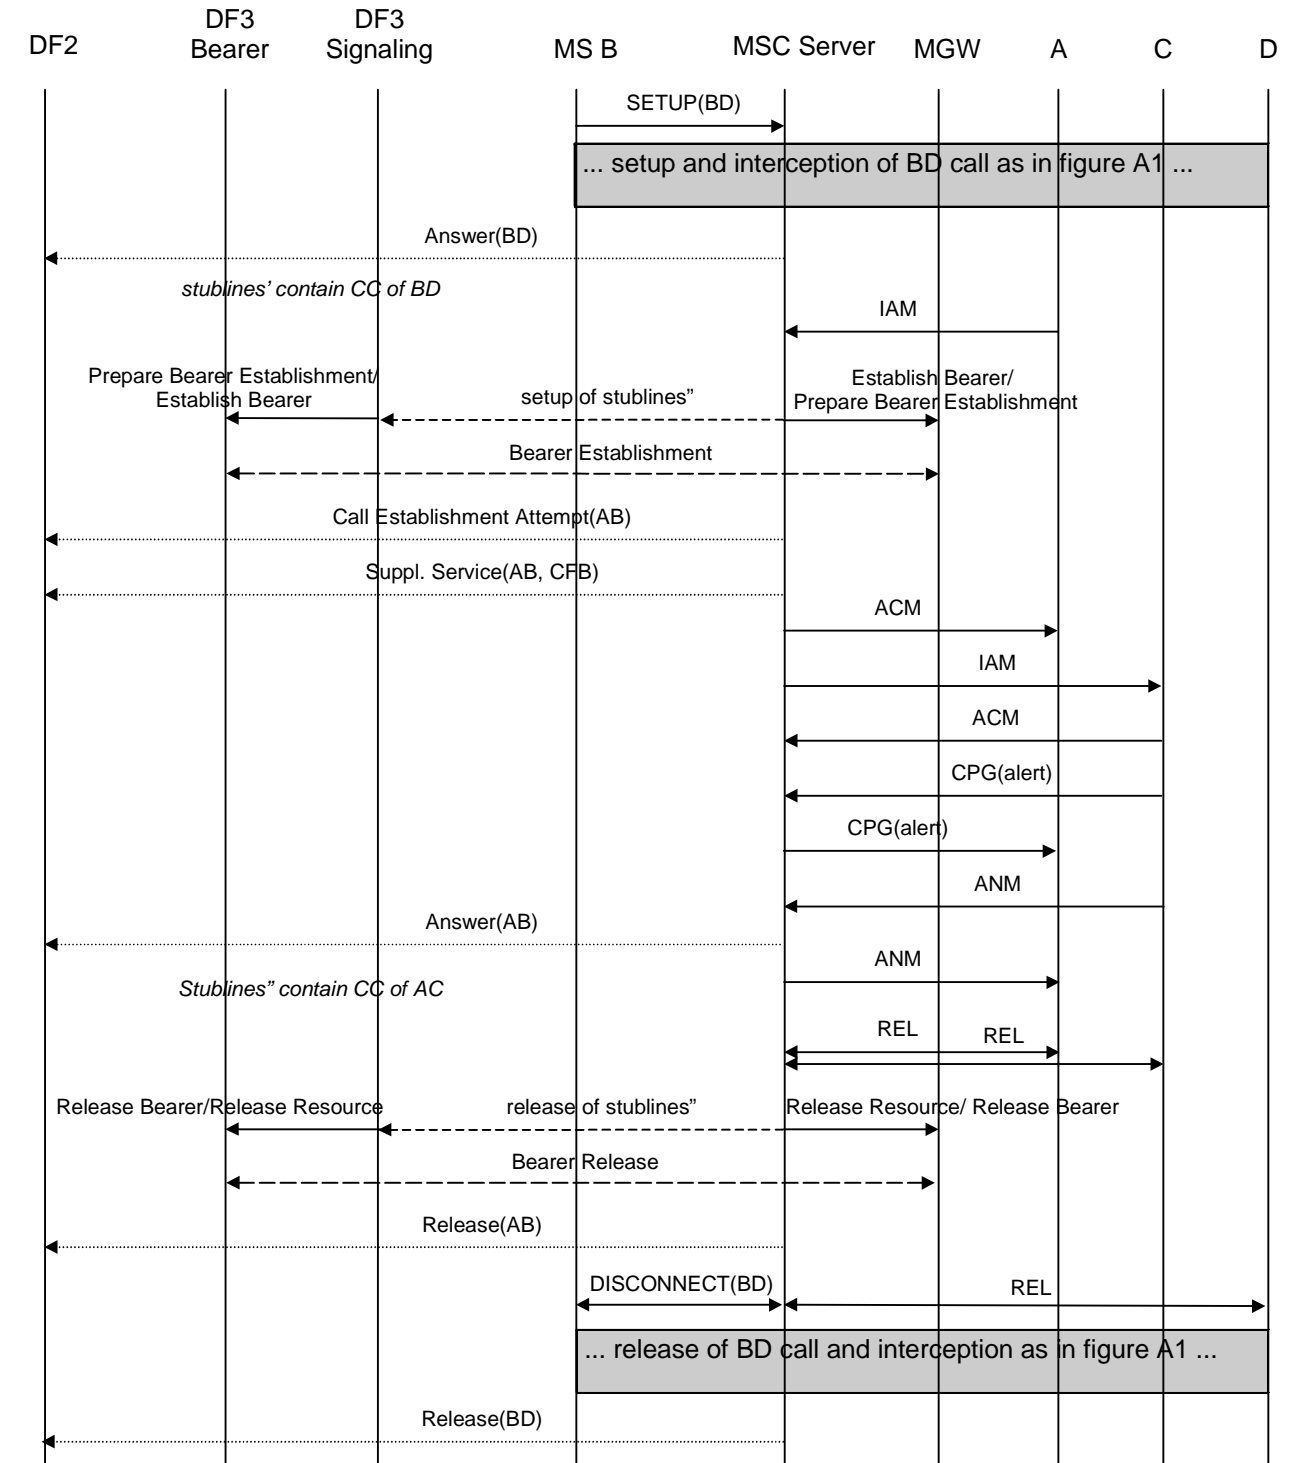 DF2
DF3
Bearer
DF3
Signaling
MS B
MSC Server
MGW
A
C
D
SETUP(BD)
... setup and interception of BD call as in figure A1 ...
Answer(BD)
stublines’ contain CC of BD
IAM
Prepare Bearer Establishment/
Establish Bearer
setup of stublines”
Establish Bearer/
Prepare Bearer Establishment
Bearer Establishment
Call Establishment Attempt(AB)
Suppl. Service(AB, CFB)
ACM
IAM
ACM
CPG(alert)
CPG(alert)
ANM
Answer(AB)
ANM
Stublines” contain CC of AC
REL
REL
Release Bearer/Release Resource
release of stublines”
Release Resource/ Release Bearer
Bearer Release
Release(AB)
DISCONNECT(BD)
REL
... release of BD call and interception as in figure A1 ...
Release(BD)